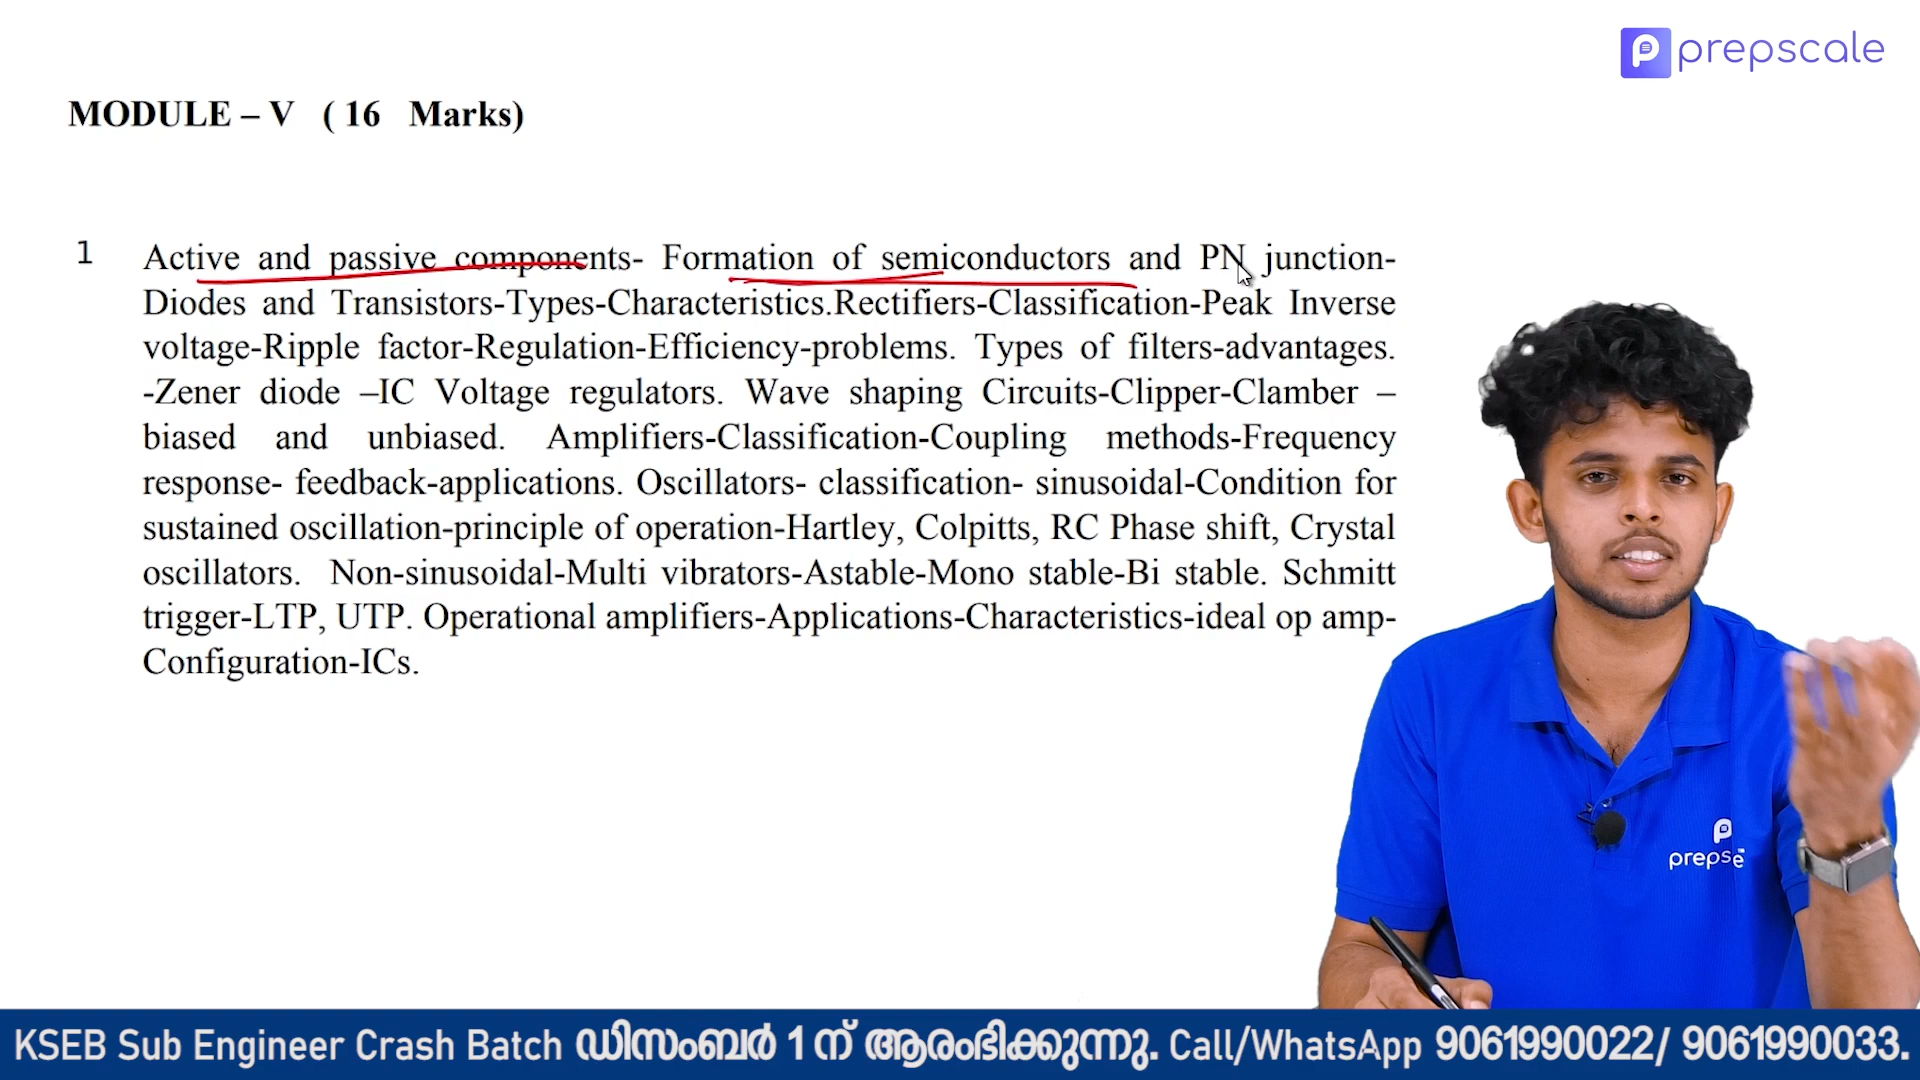 prepscale
MODULE – V ( 16 Marks)
1 Active and passive components- Formation of semiconductors and PN junction-
Diodes and Transistors-Types-Characteristics.Rectifiers-Classification-Peak Inverse
voltage-Ripple factor-Regulation-Efficiency-problems. Types of filters-advantages.
-Zener diode –IC Voltage regulators. Wave shaping Circuits-Clipper-Clamber –
biased and unbiased. Amplifiers-Classification-Coupling methods-Frequency
response- feedback-applications. Oscillators- classification- sinusoidal-Condition for
sustained oscillation-principle of operation-Hartley, Colpitts, RC Phase shift, Crystal
oscillators. Non-sinusoidal-Multi vibrators-Astable-Mono stable-Bi stable. Schmitt
trigger-LTP, UTP. Operational amplifiers-Applications-Characteristics-ideal op amp-
Configuration-ICs.
KSEB Sub Engineer Crash Batch ഡിസംബർ 1 ന് ആരംഭിക്കുന്നു. Call/WhatsApp 9061990022/ 9061990033.